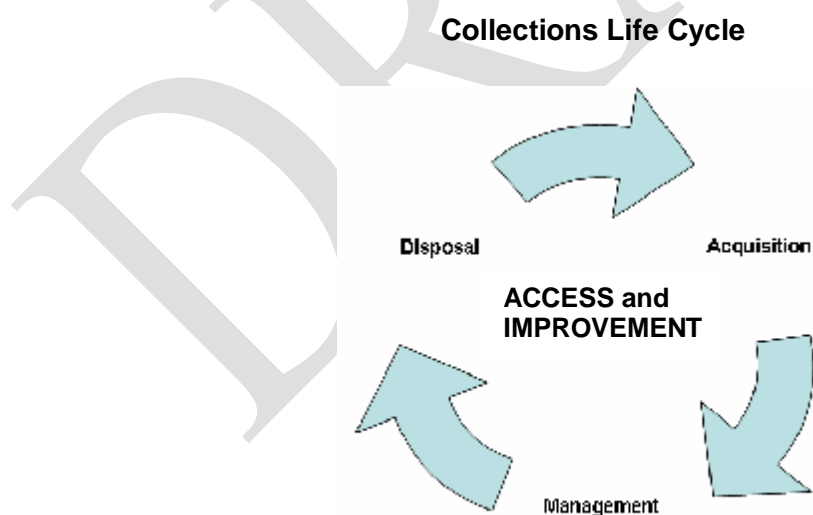 Collections Life Cycle
Disposal
Acquisition
ACCESS and
IMPROVEMENT
Management